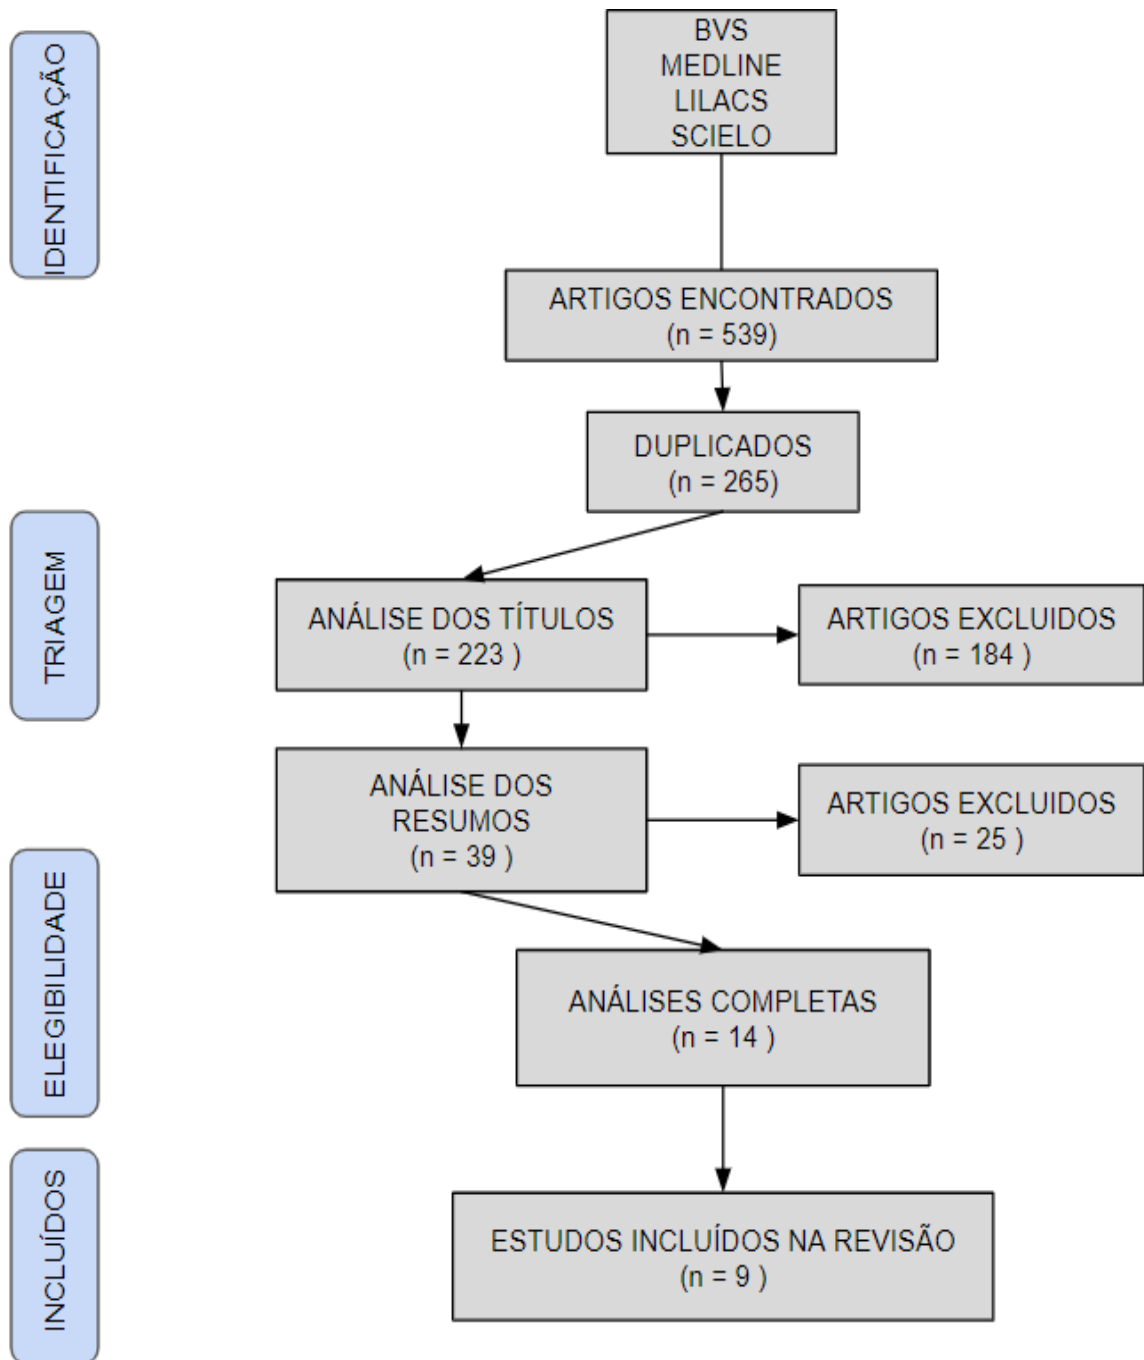 IDENTIFICAÇÃO
BVS
MEDLINE
LILACS
SCIELO
ARTIGOS ENCONTRADOS
(n = 539)
DUPLICADOS
(n = 265)
TRIAGEM
ANÁLISE DOS TÍTULOS
(n = 223 )
ARTIGOS EXCLUIDOS
(n = 184 )
ANÁLISE DOS
RESUMOS
(n = 39 )
ARTIGOS EXCLUIDOS
(n = 25 )
ELEGIBILIDADE
ANÁLISES COMPLETAS
(n = 14 )
INCLUÍDOS
ESTUDOS INCLUÍDOS NA REVISÃO
(n = 9 )